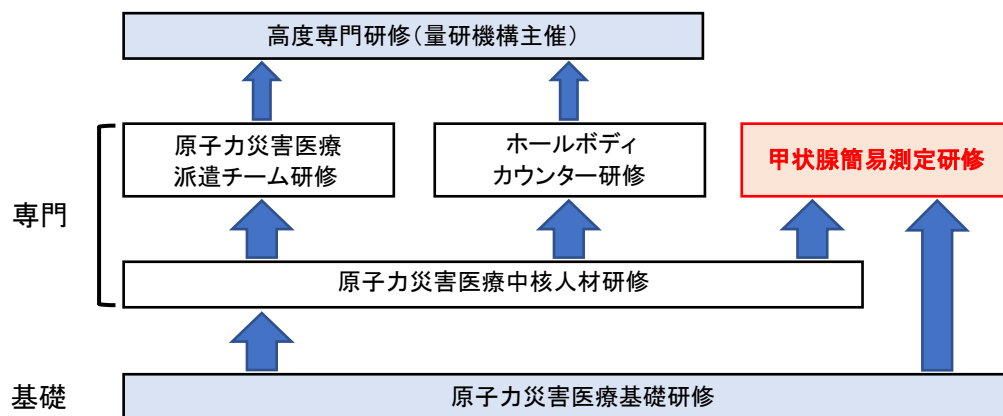 高度専門研修(量研機構主催)
原子力災害医療
派遣チーム研修
ホールボディ
カウンター研修
甲状腺簡易測定研修
専門
原子力災害医療中核人材研修
基礎
原子力災害医療基礎研修